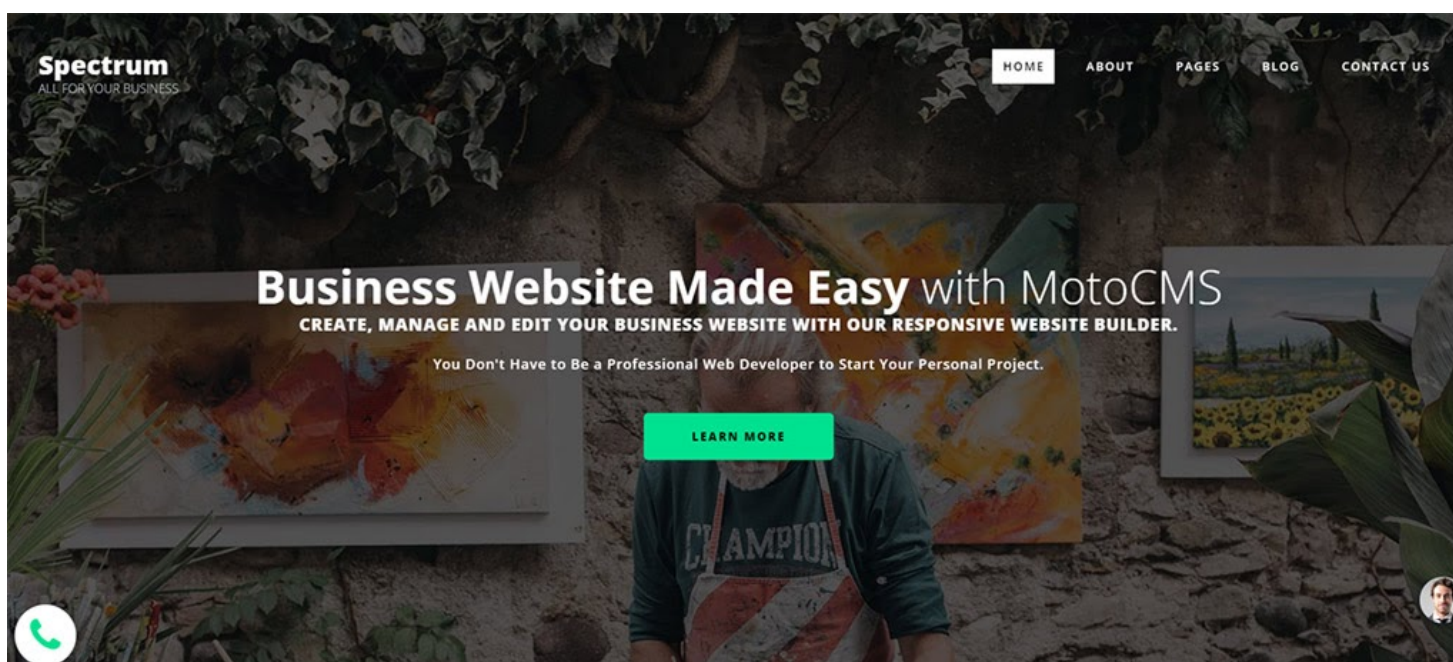 Spectrum
ALL FOR YOUR BUSINESS
HOME ABOUT PAGES BLOG CONTACT US
Business Website Made Easy with MotoCMS
CREATE, MANAGE AND EDIT YOUR BUSINESS WEBSITE WITH OUR RESPONSIVE WEBSITE BUILDER.
You Don't Have to Be a Professional Web Developer to Start Your Personal Project.
LEARN MORE
CHAMPION